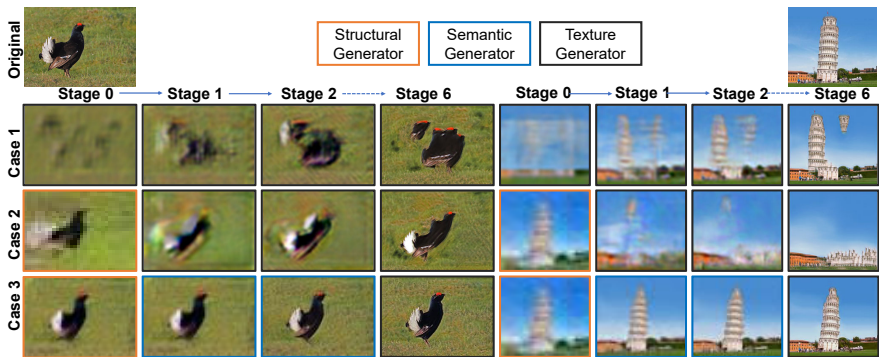 Original
Structural
Generator
Semantic
Generator
Texture
Generator
Stage 0 Stage 1 Stage 2 Stage 6 Stage 0 Stage 1 Stage 2 Stage 6
Case 1
Case 2
Case 3